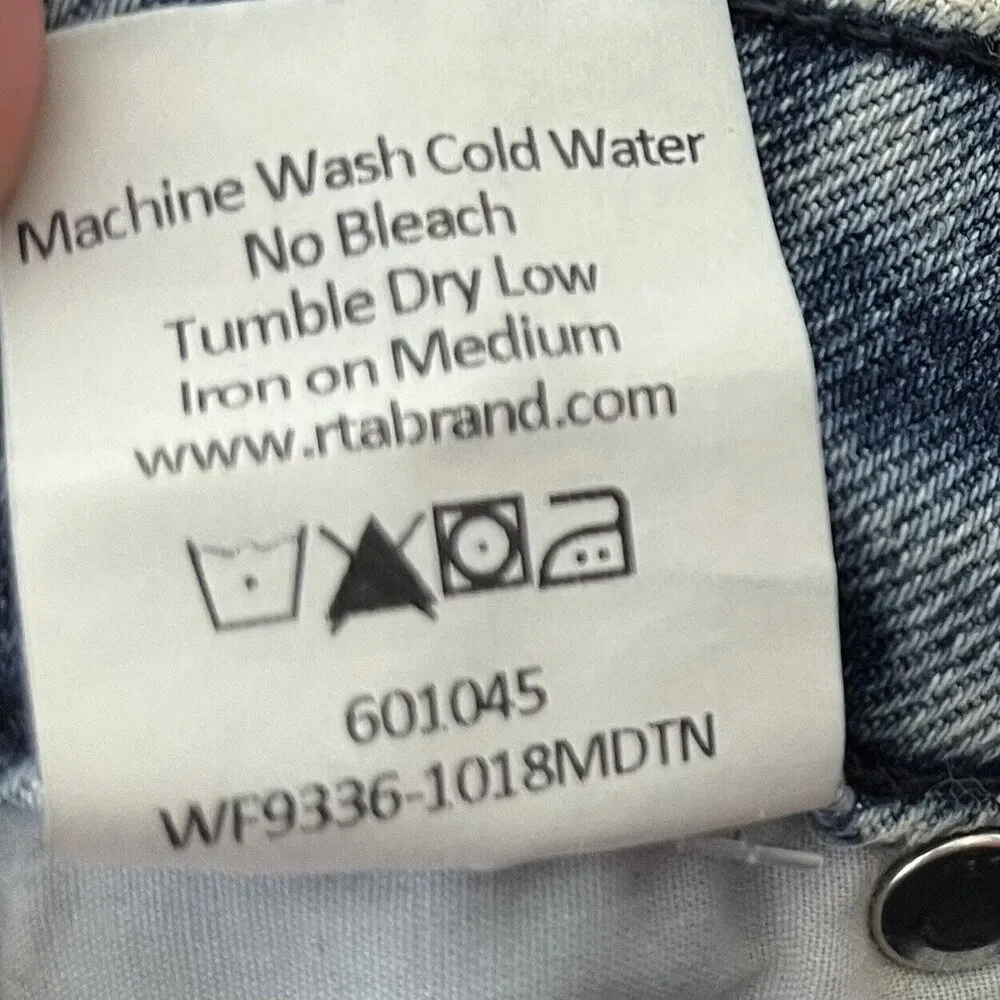 Machine Wash Cold Water
No Bleach
Tumble Dry Low
Iron on Medium
www.rtabrand.com
601045
WF9336-1018MDTN